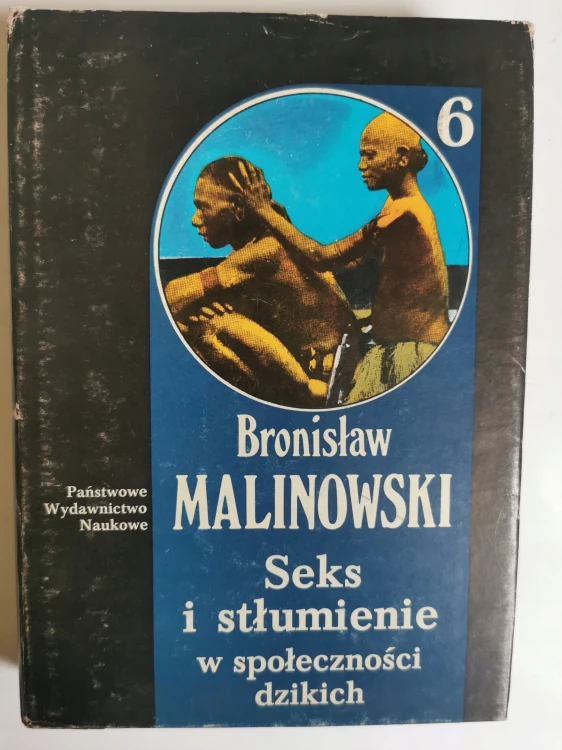 6
Bronisław
MALINOWSKI
Państwowe
Wydawnictwo
Naukowe
Seks
i stłumienie
w społeczności
dzikich